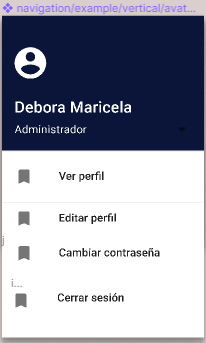 navigation/example/vertical/avat...
Debora Maricela
Administrador
Ver perfil
Editar perfil
j
Cambiar contraseña
i...
Cerrar sesión